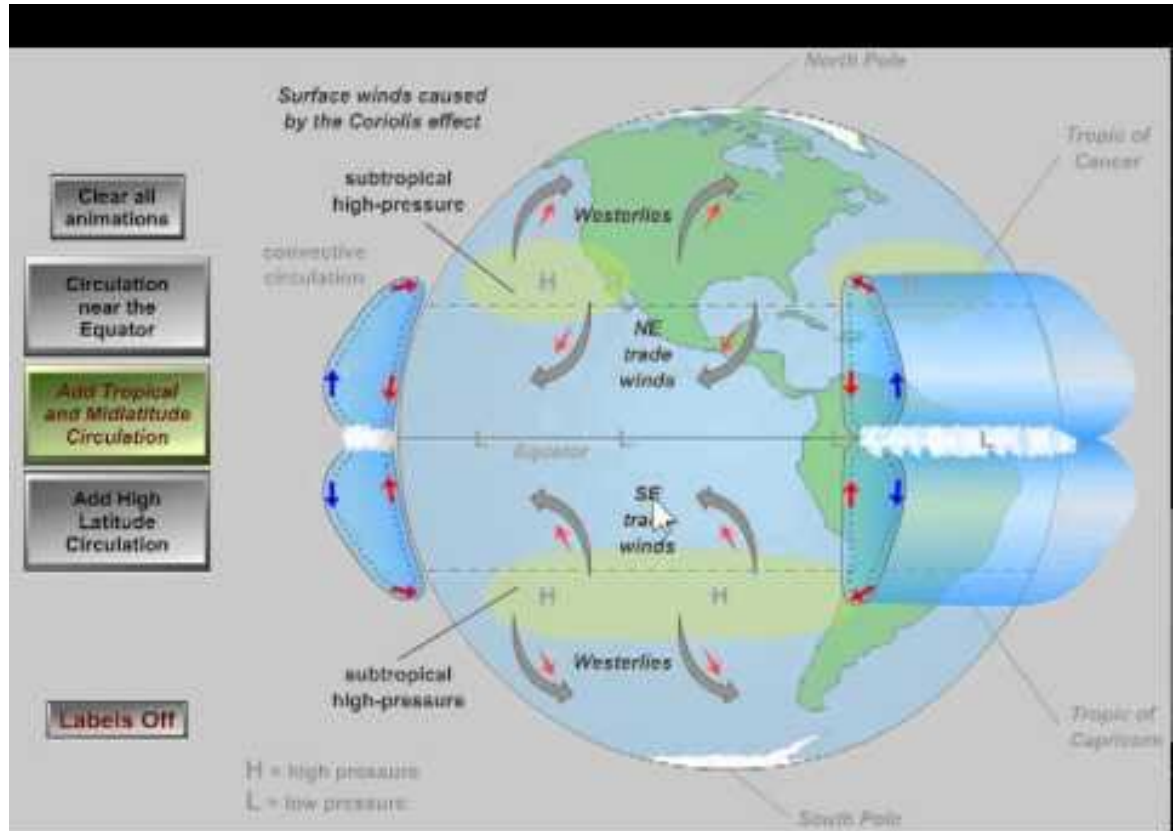 North Pole
Surface winds caused
by the Coriolis effect
Tropic of
Cancer
subtropical
high-pressure
Clear all
animations
Westerlies
convective
circulation
Circulation
near the
Equator
H
H
NE
trade
winds
Add Tropical
and Midlatitude
Circulation
L
L
L
L
Equator
Add High
Latitude
Circulation
SE
trade
winds
H
H
Westerlies
subtropical
high-pressure
Labels Off
Tropic of
Capricorn
H = high pressure
L = low pressure
South Pole